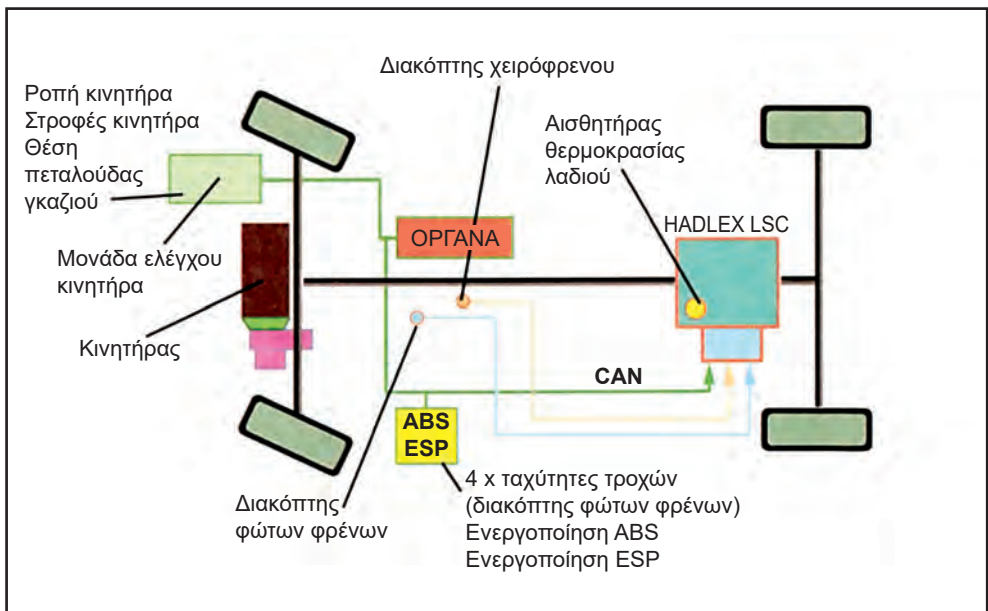 Διακόπτης χειρόφρενου
Ροπή κινητήρα
Στροφές κινητήρα
Θέση
πεταλούδας
γκαζιού
Αισθητήρας
θερμοκρασίας
λαδιού
HADLEX LSC
ΟΡΓΑΝΑ
Μονάδα ελέγχου
κινητήρα
Κινητήρας
CAN
ABS
ESP
Διακόπτης
φώτων φρένων
4 x ταχύτητες τροχών
(διακόπτης φώτων φρένων)
Ενεργοποίηση ABS
Ενεργοποίηση ESP